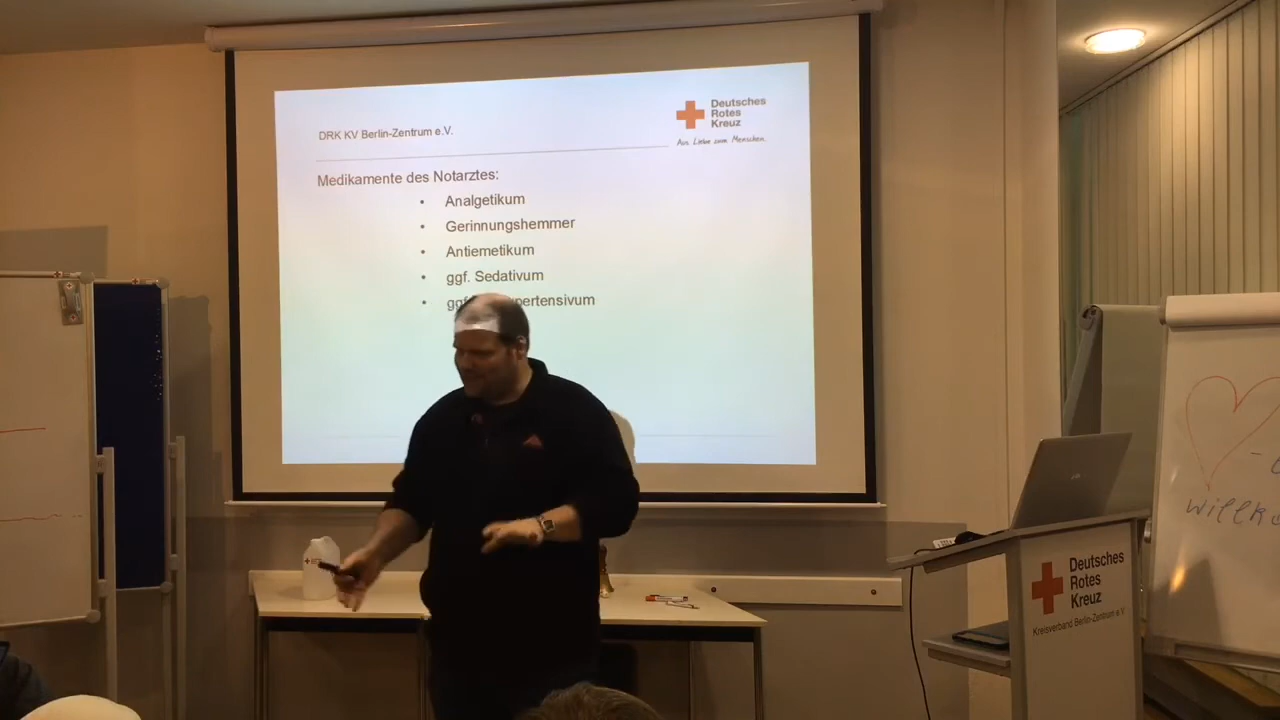 DRK KV Berlin-Zentrum e.V.
Deutsches
Rotes
Kreuz
Aus Liebe zum Menschen.
Medikamente des Notarztes:
• Analgetikum
• Gerinnungshemmer
• Antiemetikum
• ggf. Sedativum
• ggf. pertensivum
Deutsches
Rotes
Kreuz
Kreisverband Berlin-Zentrum e.V.